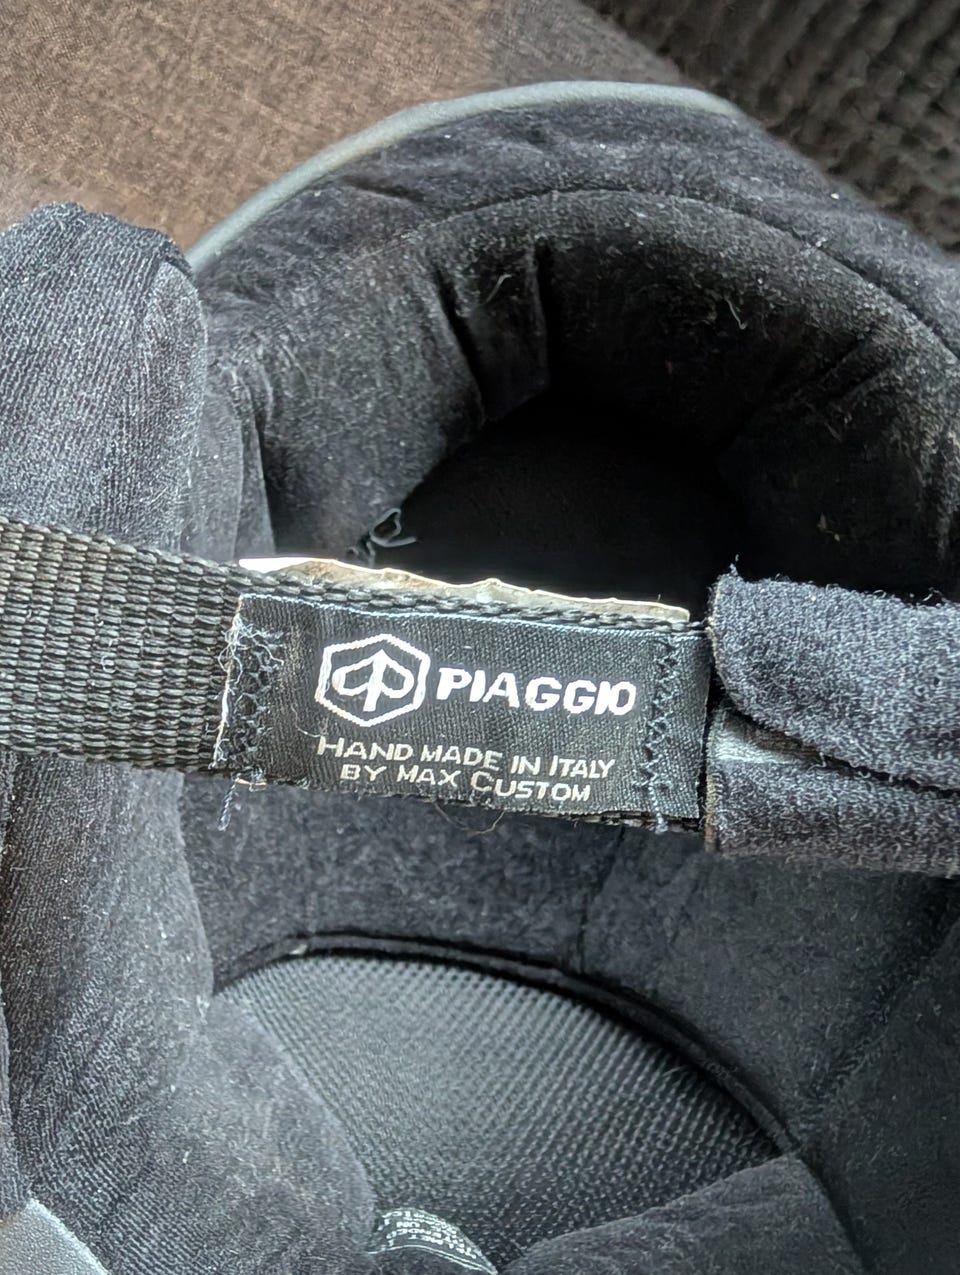 PIAGGIO
HAND MADE IN ITALY
BY MAX CUSTOM